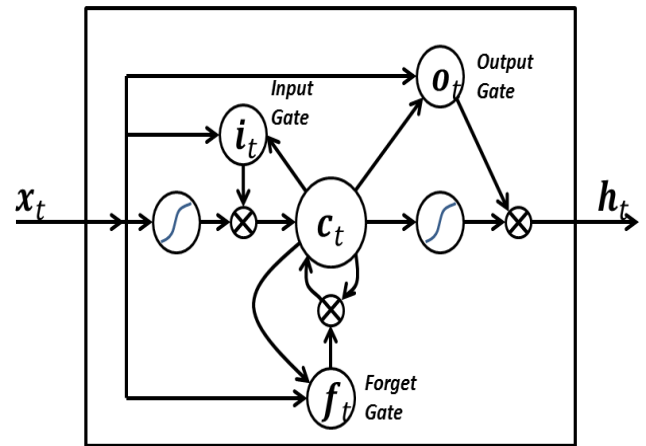 Output
Gate
o_t
Input
Gate
i_t
x_t
c_t
h_t
f_t
Forget
Gate